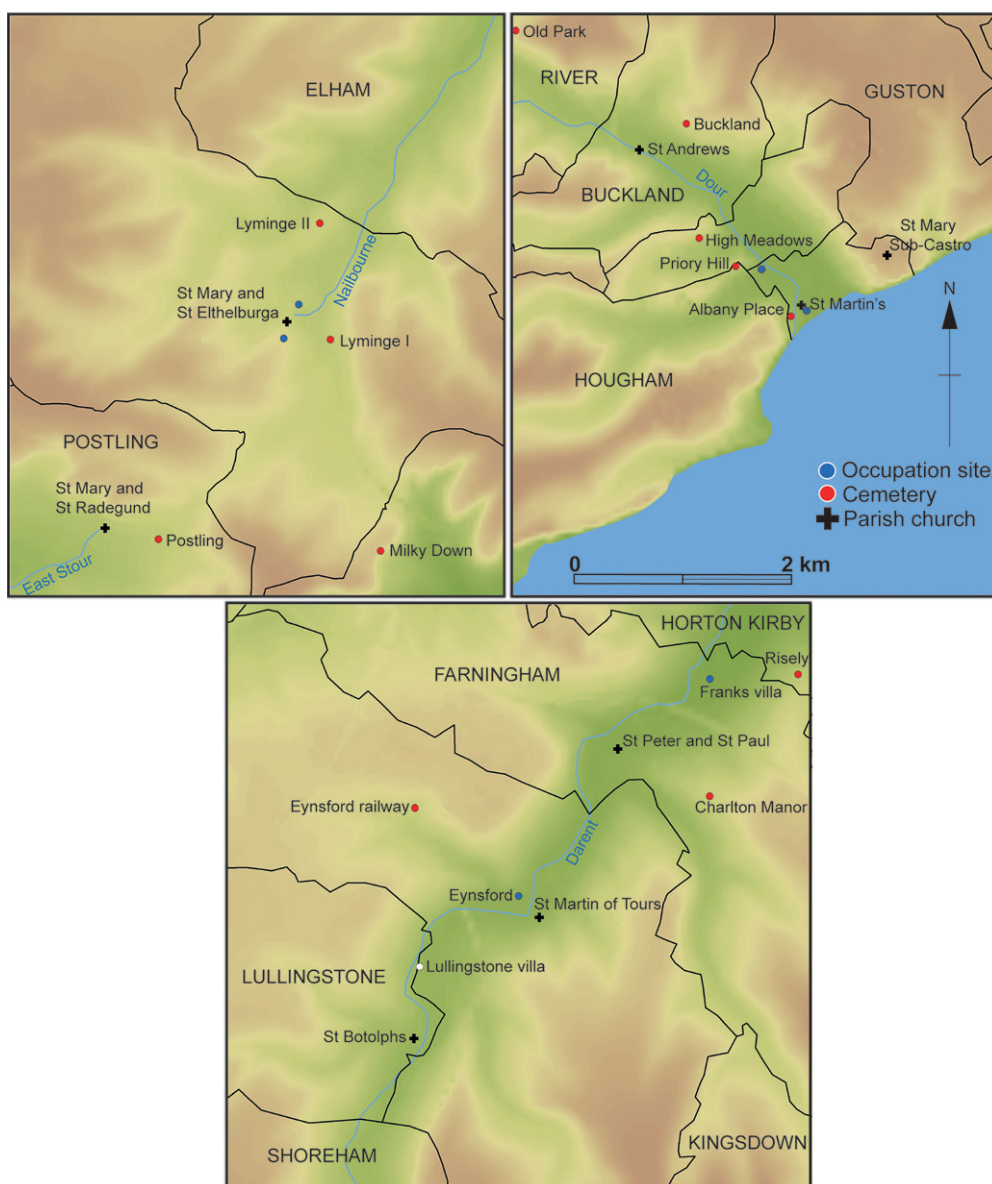 ELHAM
Lyminge II
Nailbourne
St Mary and
St Elthelburga
Lyminge I
POSTLING
St Mary and
St Radegund
Postling
East Stour
Milky Down
Old Park
RIVER
GUSTON
Buckland
St Andrews
Dour
BUCKLAND
St Mary
Sub-Castro
High Meadows
Priory Hill
N
Albany Place
St Martin's
HOUGHAM
Occupation site
Cemetery
Parish church
0
2 km
HORTON KIRBY
Risely
FARNINGHAM
Franks villa
St Peter and St Paul
Eynsford railway
Charlton Manor
Darent
Eynsford
St Martin of Tours
LULLINGSTONE
Lullingstone villa
St Botolphs
SHOREHAM
KINGSDOWN